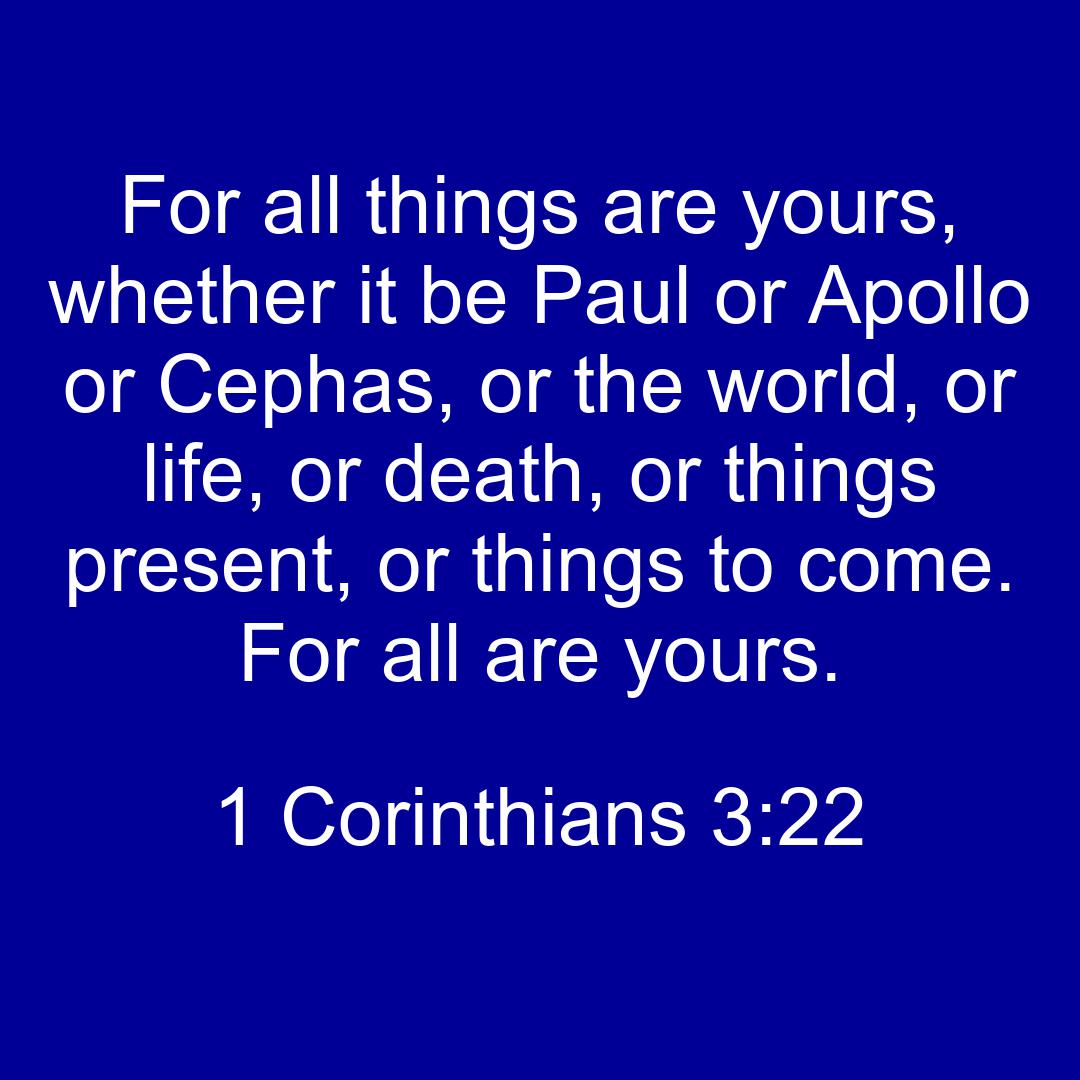 For all things are yours,
whether it be Paul or Apollo
or Cephas, or the world, or
life, or death, or things
present, or things to come.
For all are yours.
1 Corinthians 3:22